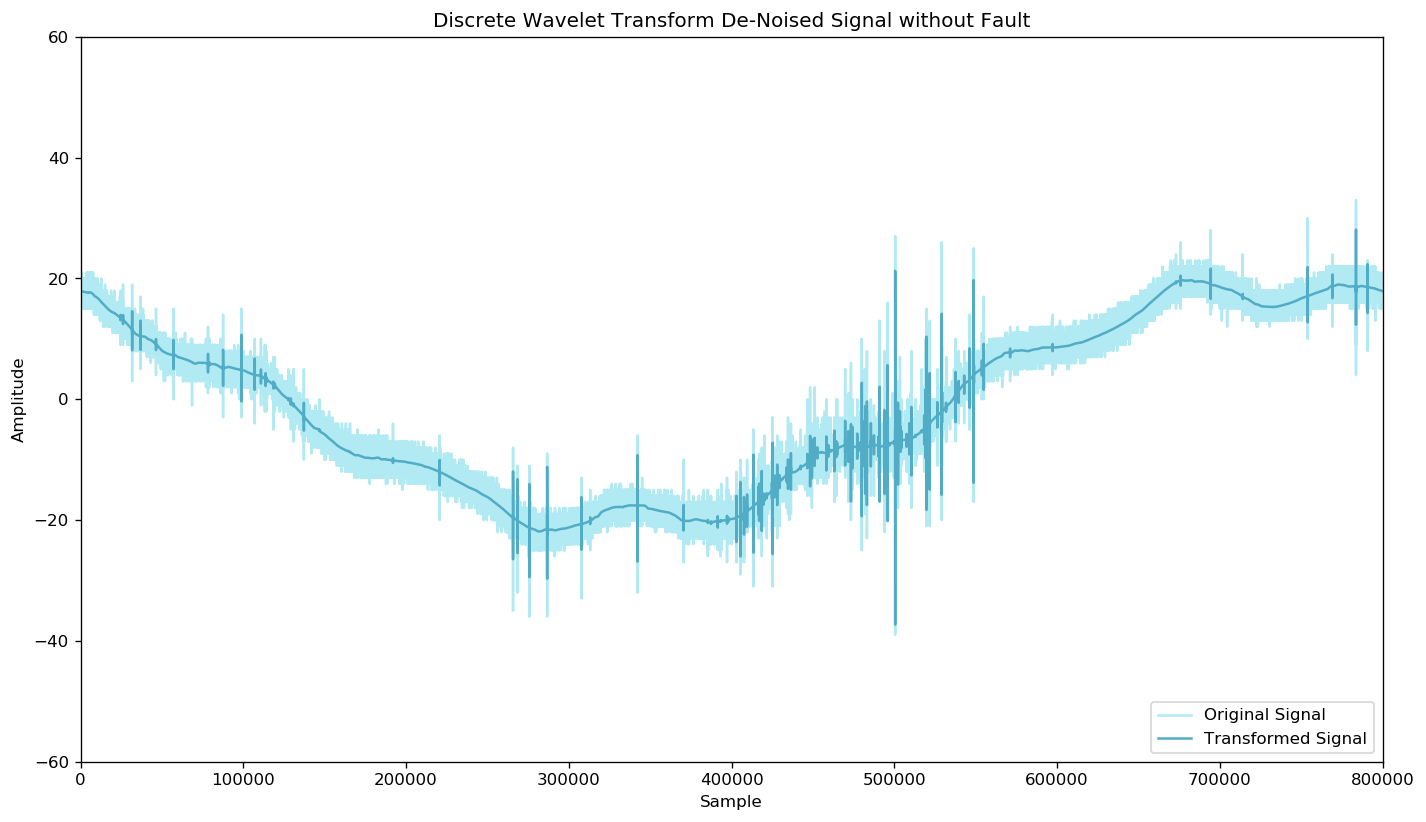 Discrete Wavelet Transform De-Noised Signal without Fault
60
40
20
0
−20
−40
−60
Amplitude
0 100000 200000 300000 400000 500000 600000 700000 800000
Sample
Original Signal
Transformed Signal